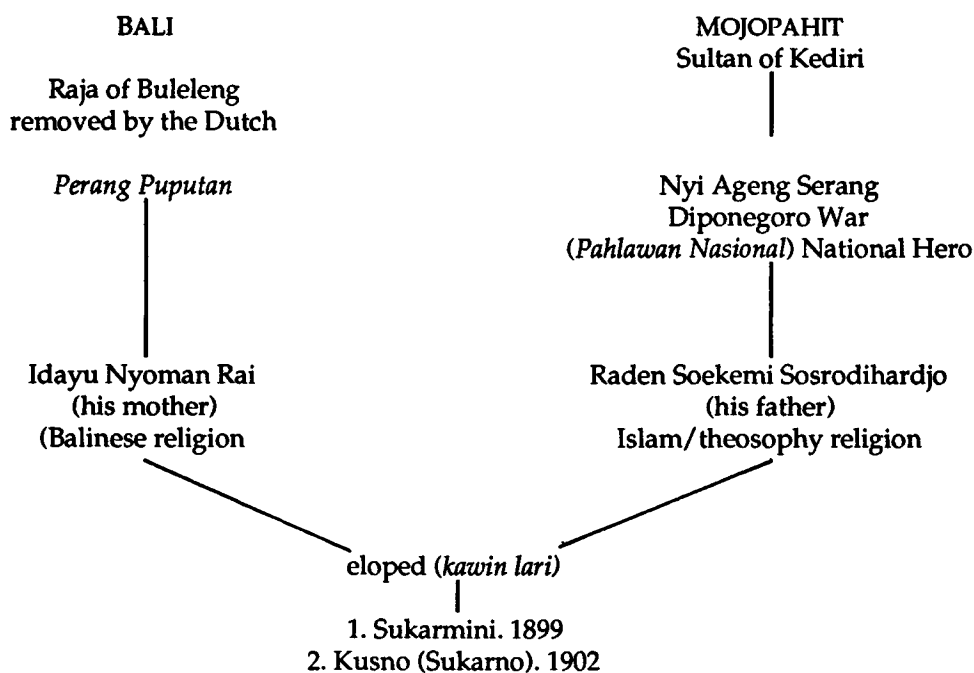 BALI
Raja of Buleleng
removed by the Dutch
Perang Puputan
Idayu Nyoman Rai
(his mother)
(Balinese religion
MOJOPAHIT
Sultan of Kediri
Nyi Ageng Serang
Diponegoro War
(Pahlawan Nasional) National Hero
Raden Soekemi Sosrodihardjo
(his father)
Islam/theosophy religion
eloped (kawin lari)
1. Sukarmini. 1899
2. Kusno (Sukarno). 1902